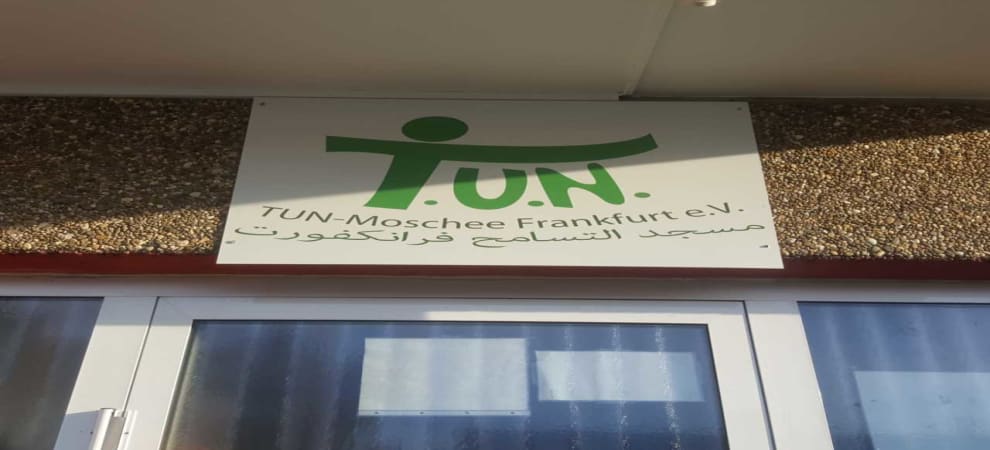 T.U.N.
TUN-Moschee Frankfurt e.V.
مسجد التسامح فرانكفورت